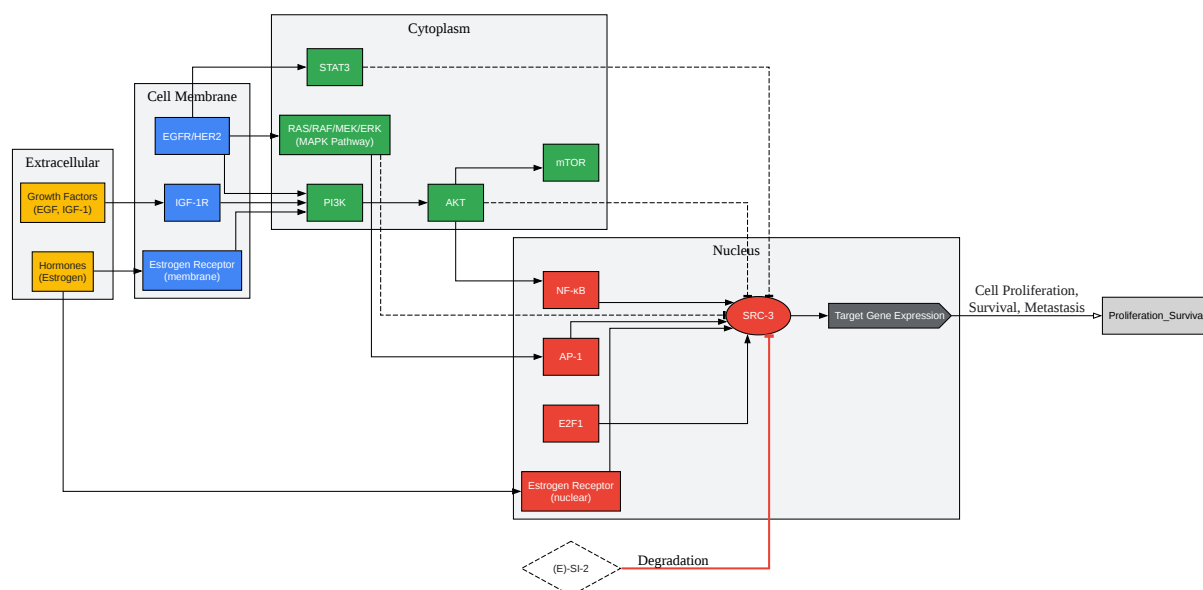 Cytoplasm
STAT3
Cell Membrane
EGFR/HER2
RAS/RAF/MEK/ERK
(MAPK Pathway)
mTOR
Extracellular
Growth Factors
(EGF, IGF-1)
IGF-1R
PI3K
AKT
Nucleus
Hormones
(Estrogen)
Estrogen Receptor
(membrane)
NF-κB
SRC-3
Target Gene Expression
Cell Proliferation,
Survival, Metastasis
Proliferation_Surviva
AP-1
E2F1
Estrogen Receptor
(nuclear)
(E)-SI-2
Degradation